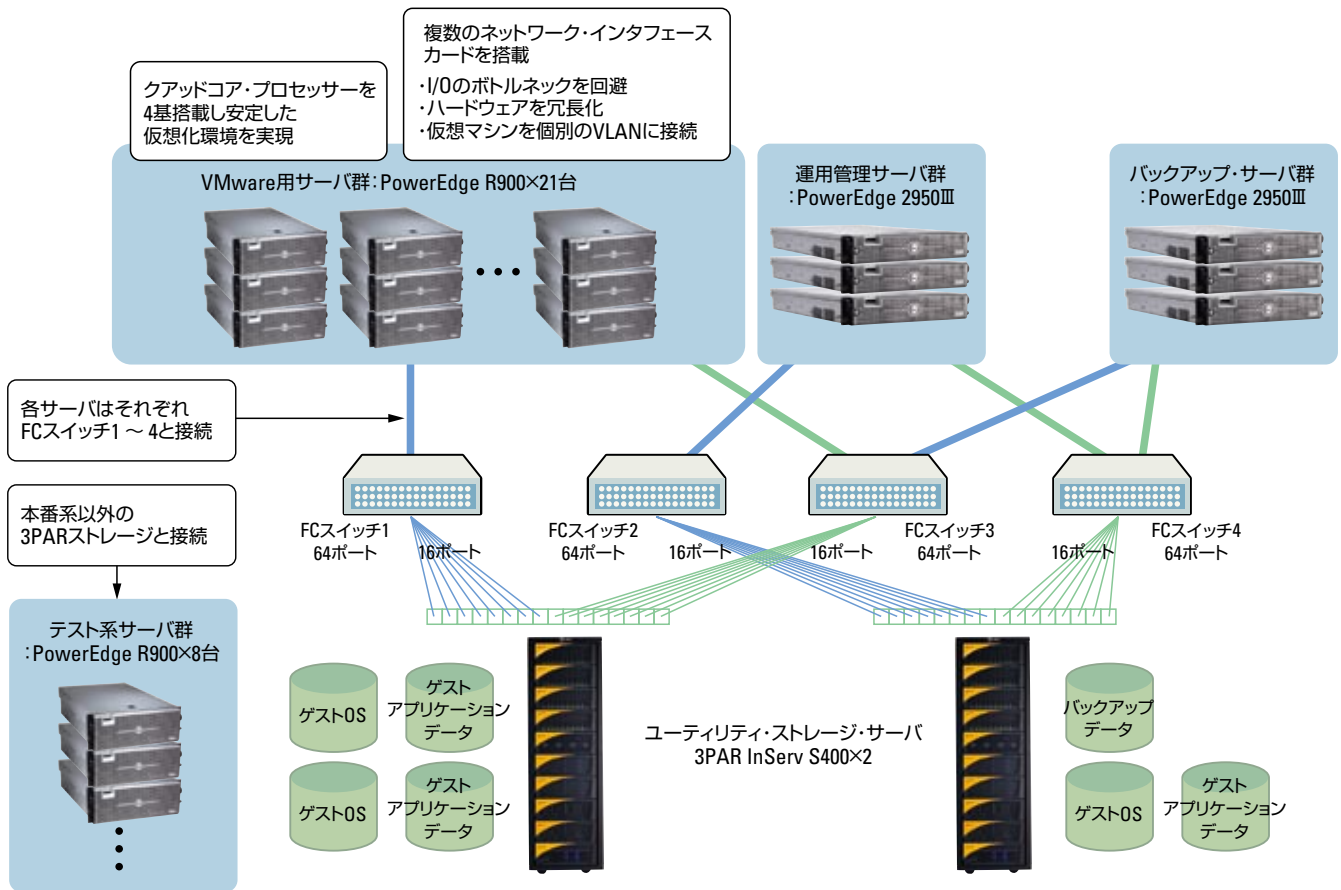 複数のネットワーク・インタフェース
カードを搭載
・I/Oのボトルネックを回避
・ハードウェアを冗長化
・仮想マシンを個別のVLANに接続
クアッドコア・プロセッサーを
4基搭載し安定した
仮想化環境を実現
VMware用サーバ群：PowerEdge R900×21台
運用管理サーバ群
：PowerEdge 2950Ⅲ
バックアップ・サーバ群
：PowerEdge 2950Ⅲ
各サーバはそれぞれ
FCスイッチ1 ～ 4と接続
本番系以外の
3PARストレージと接続
FCスイッチ1
64ポート
16ポート
FCスイッチ2
64ポート
16ポート
16ポート
FCスイッチ3
64ポート
16ポート
FCスイッチ4
64ポート
テスト系サーバ群
：PowerEdge R900×8台
ゲストOS
ゲスト
アプリケーション
データ
ゲストOS
ゲスト
アプリケーション
データ
ユーティリティ・ストレージ・サーバ
3PAR InServ S400×2
バックアップ
データ
ゲストOS
ゲスト
アプリケーション
データ